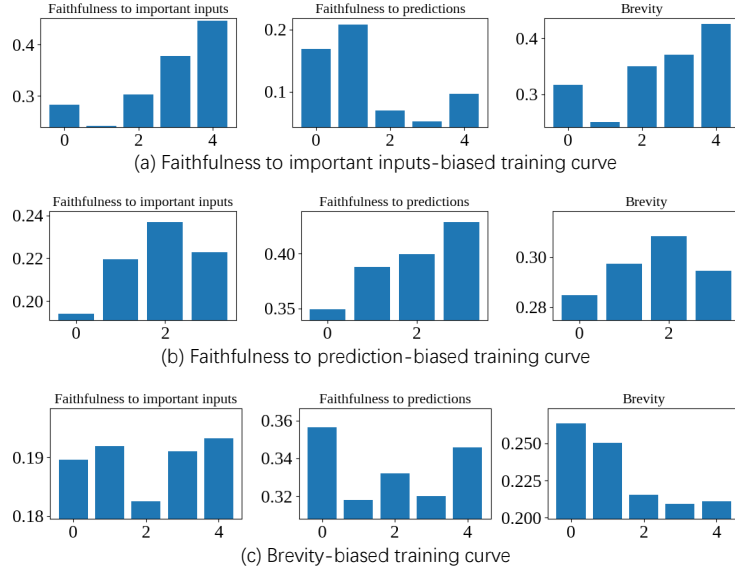 Faithfulness to important inputs
Faithfulness to predictions
Brevity
0.4
0.3
0 2 4
0.2
0.1
0 2 4
0.4
0.3
0 2 4
(a) Faithfulness to important inputs-biased training curve
Faithfulness to important inputs
Faithfulness to predictions
Brevity
0.24
0.22
0.20
0 2
0.40
0.35
0 2
0.30
0.28
0 2
(b) Faithfulness to prediction-biased training curve
Faithfulness to important inputs
Faithfulness to predictions
Brevity
0.19
0.18
0 2 4
0.36
0.34
0.32
0 2 4
0.250
0.225
0.200
0 2 4
(c) Brevity-biased training curve